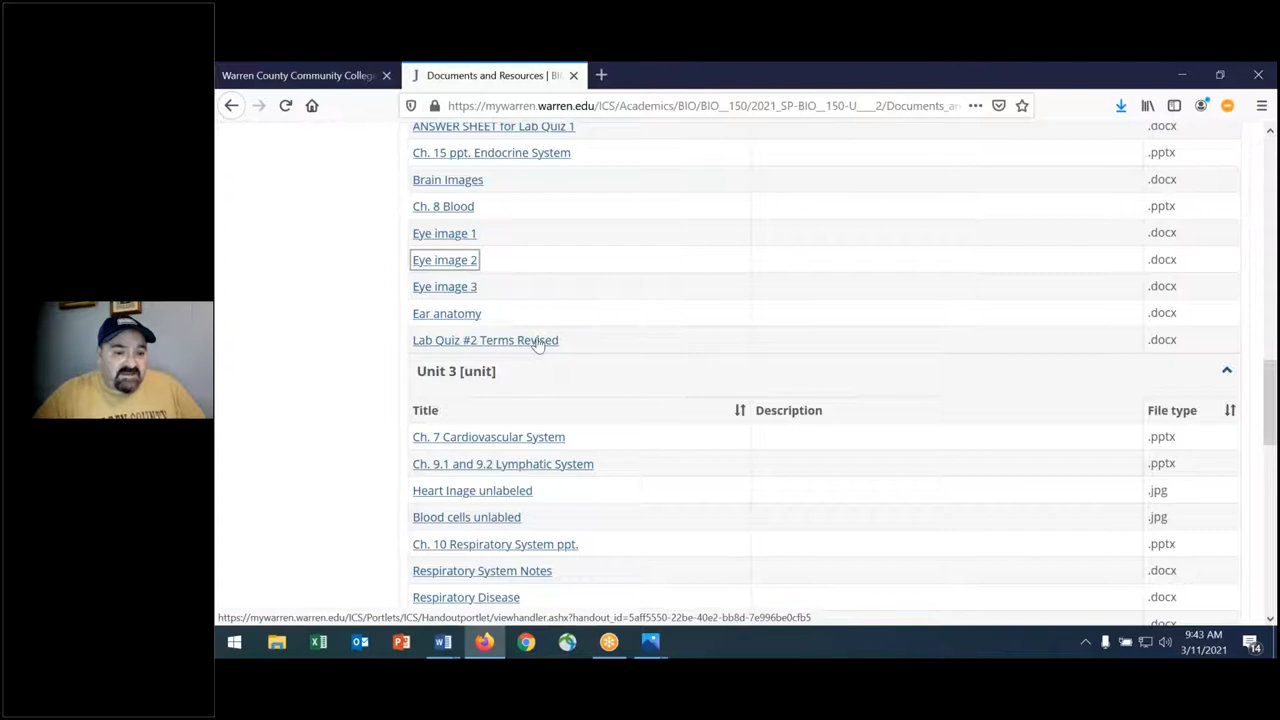 Warren County Community College
Documents and Resources | BI
https://mywarren.warren.edu/ICS/Academics/BIO/BIO__150/2021_SP-BIO__150-U____2/Documents_an
ANSWER SHEET for Lab Quiz 1 .docx
Ch. 15 ppt. Endocrine System .pptx
Brain Images .docx
Ch. 8 Blood .pptx
Eye image 1 .docx
Eye image 2 .docx
Eye image 3 .docx
Ear anatomy .docx
Lab Quiz #2 Terms Revised .docx
Unit 3 [unit]
Title Description File type
Ch. 7 Cardiovascular System .pptx
Ch. 9.1 and 9.2 Lymphatic System .pptx
Heart Inage unlabeled .jpg
Blood cells unlabled .jpg
Ch. 10 Respiratory System ppt. .pptx
Respiratory System Notes .docx
Respiratory Disease .docx
https://mywarren.warren.edu/ICS/Portlets/ICS/Handoutportlet/viewhandler.ashx?handout_id=5aff5550-22be-40e2-bb8d-7e996be0cfb5
9:43 AM
3/11/2021
14